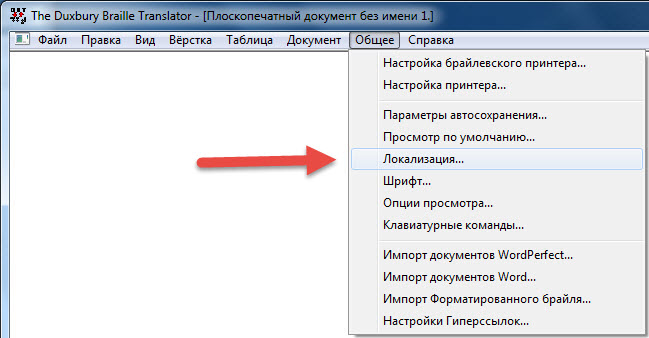 The Duxbury Braille Translator - [Плоскопечатный документ без имени 1.]
Файл Правка Вид Вёрстка Таблица Документ Общее Справка
Настройка брайлевского принтера...
Настройка принтера...
Параметры автосохранения...
Просмотр по умолчанию...
Локализация...
Шрифт...
Опции просмотра...
Клавиатурные команды...
Импорт документов WordPerfect...
Импорт документов Word...
Импорт Форматированного брайля...
Настройки Гиперссылок...